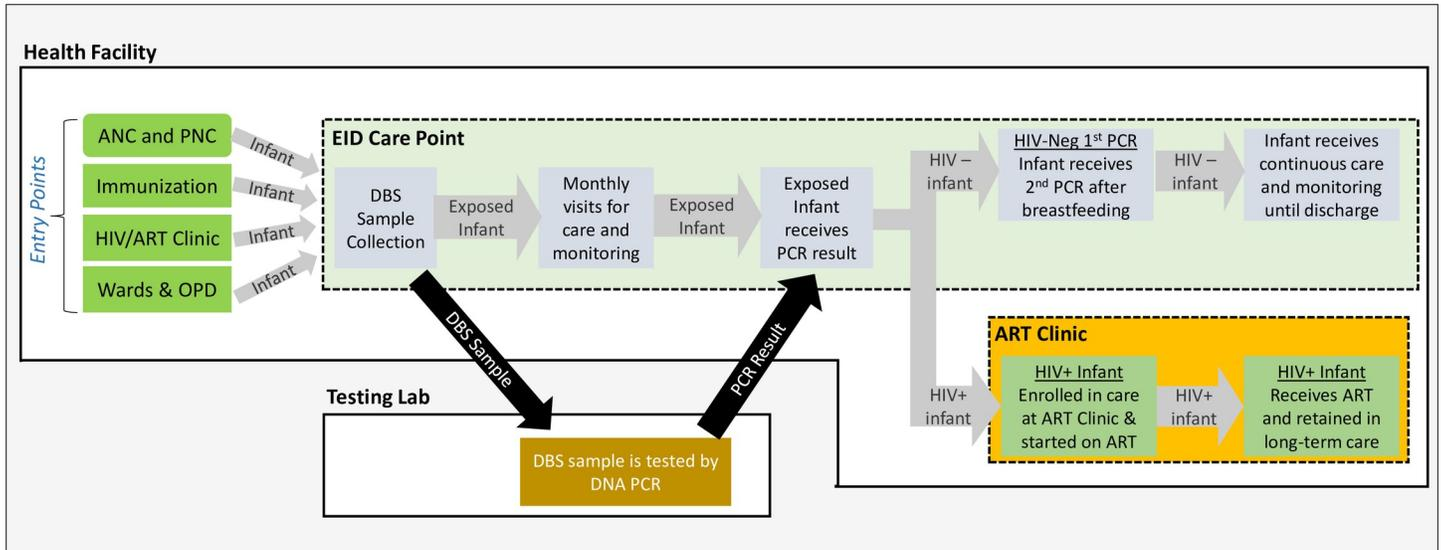 Health Facility
Entry Points
ANC and PNC
Immunization
HIV/ART Clinic
Wards & OPD
Infant
Infant
Infant
Infant
EID Care Point
DBS
Sample
Collection
Exposed
Infant
Monthly
visits for
care and
monitoring
Exposed
Infant
Exposed
Infant
receives
PCR result
HIV –
infant
HIV-Neg 1st PCR
Infant receives
2nd PCR after
breastfeeding
HIV –
infant
Infant receives
continuous care
and monitoring
until discharge
DBS Sample
PCR Result
Testing Lab
DBS sample is tested by
DNA PCR
HIV+
infant
ART Clinic
HIV+ Infant
Enrolled in care
at ART Clinic &
started on ART
HIV+
infant
HIV+ Infant
Receives ART
and retained in
long-term care